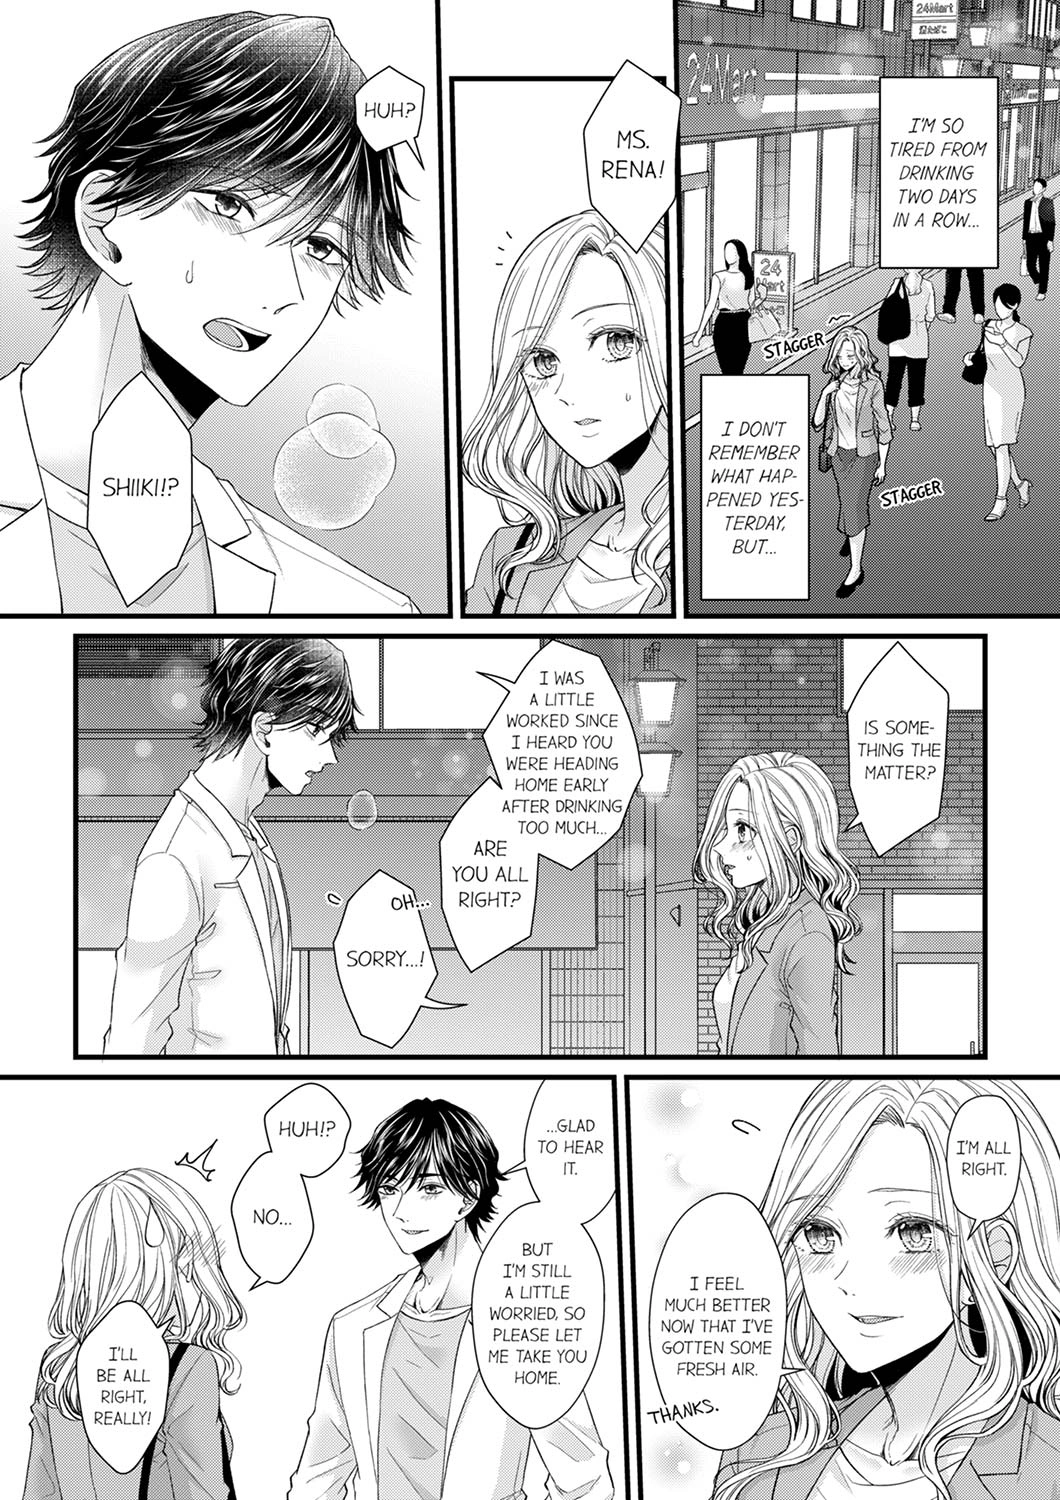 24Mart
24Mart
I'M SO
TIRED FROM
DRINKING
TWO DAYS
IN A ROW...
24
Mart
STAGGER
STAGGER
I DON'T
REMEMBER
WHAT HAP-
PENED YES-
TERDAY,
BUT...
MS.
RENA!
HUH?
SHIIKI!?
IS SOME-
THING THE
MATTER?
I WAS
A LITTLE
WORKED SINCE
I HEARD YOU
WERE HEADING
HOME EARLY
AFTER DRINKING
TOO MUCH...
ARE
YOU ALL
RIGHT?
OH...
SORRY...!
I'M ALL
RIGHT.
I FEEL
MUCH BETTER
NOW THAT I'VE
GOTTEN SOME
FRESH AIR.
THANKS.
...GLAD
TO HEAR
IT.
BUT
I'M STILL
A LITTLE
WORRIED, SO
PLEASE LET
ME TAKE YOU
HOME.
HUH!?
NO...
I'LL
BE ALL
RIGHT,
REALLY!